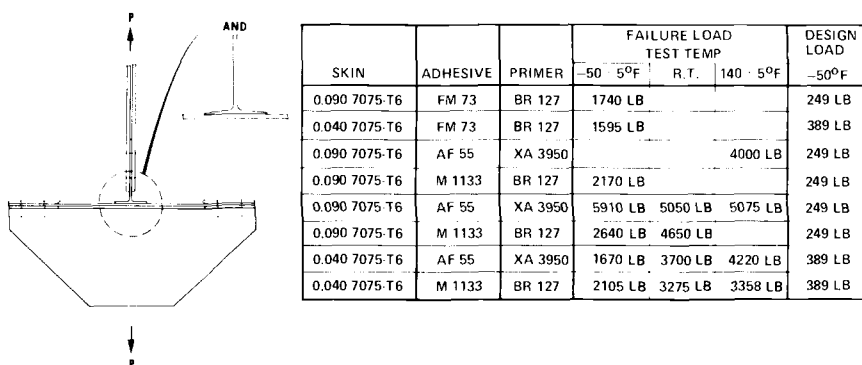 P
AND
FAILURE LOAD DESIGN
TEST TEMP LOAD
SKIN ADHESIVE PRIMER -50 · 5°F R.T. 140 · 5°F -50°F
0.090 7075-T6 FM 73 BR 127 1740 LB 249 LB
0.040 7075-T6 FM 73 BR 127 1595 LB 389 LB
0.090 7075-T6 AF 55 XA 3950 4000 LB 249 LB
0.090 7075-T6 M 1133 BR 127 2170 LB 249 LB
0.090 7075-T6 AF 55 XA 3950 5910 LB 5050 LB 5075 LB 249 LB
0.090 7075-T6 M 1133 BR 127 2640 LB 4650 LB 249 LB
0.040 7075-T6 AF 55 XA 3950 1670 LB 3700 LB 4220 LB 389 LB
0.040 7075-T6 M 1133 BR 127 2105 LB 3275 LB 3358 LB 389 LB
P